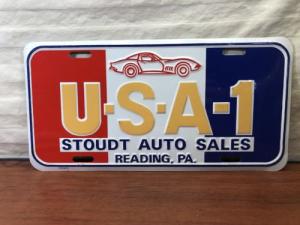 U-S-A-1
STOUDT AUTO SALES
READING, PA.